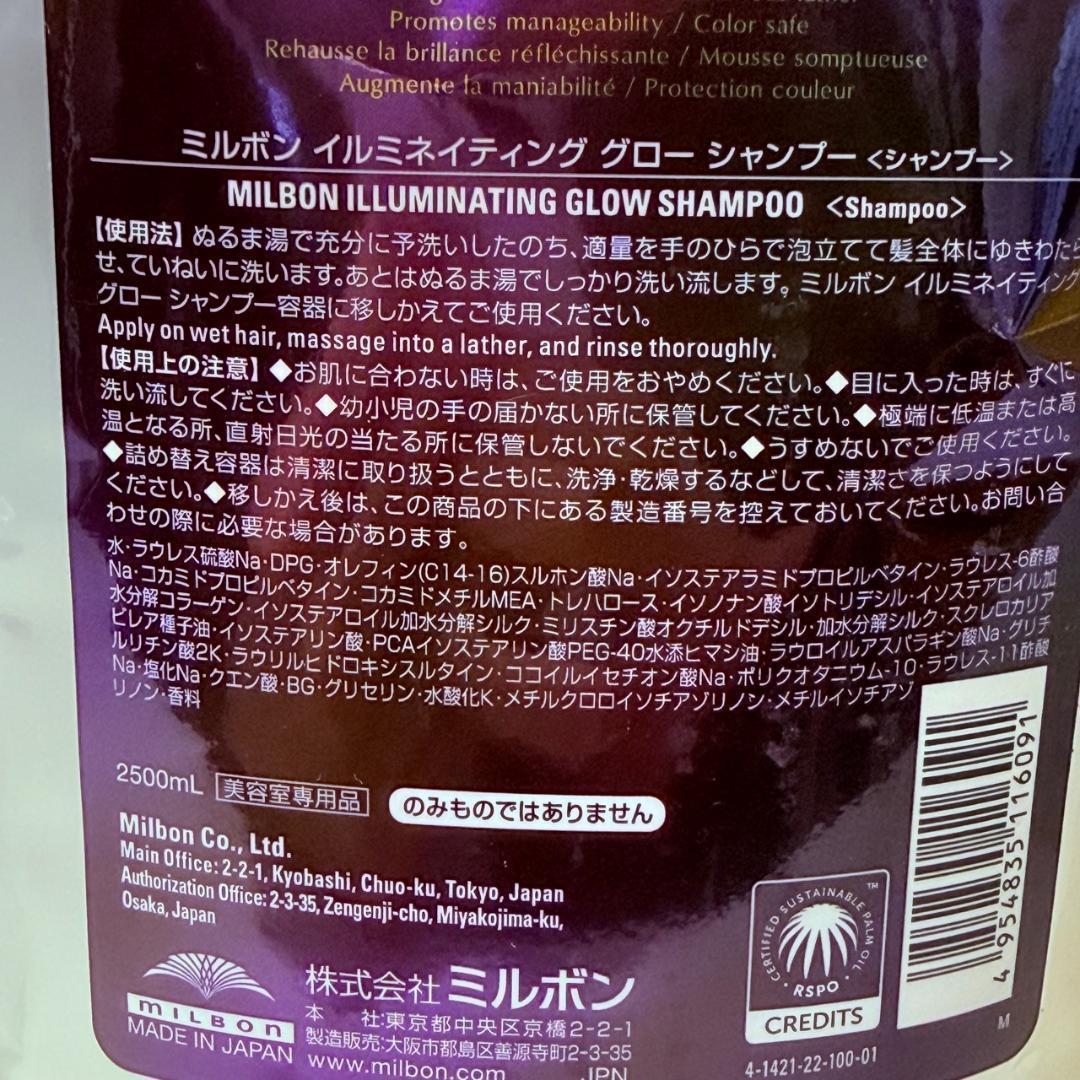 Promotes manageability / Color safe
Rehausse la brillance réfléchissante / Mousse somptueuse
Augmente la maniabilité / Protection couleur
ミルボン イルミネイティング グロー シャンプー <シャンプー>
MILBON ILLUMINATING GLOW SHAMPOO <Shampoo>
【使用法】ぬるま湯で充分に予洗いしたのち、適量を手のひらで泡立てて髪全体にゆきわたら
せ、ていねいに洗います。あとはぬるま湯でしっかり洗い流します。ミルボン イルミネイティング
グロー シャンプー容器に移しかえてご使用ください。
Apply on wet hair, massage into a lather, and rinse thoroughly.
【使用上の注意】◆お肌に合わない時は、ご使用をおやめください。◆目に入った時は、すぐに
洗い流してください。◆幼小児の手の届かない所に保管してください。◆極端に低温または高
温となる所、直射日光の当たる所に保管しないでください。◆うすめないでご使用ください。
◆詰め替え容器は清潔に取り扱うとともに、洗浄・乾燥するなどして、清潔さを保つようにして
ください。◆移しかえ後は、この商品の下にある製造番号を控えておいてください。お問い合
わせの際に必要な場合があります。
水・ラウレス硫酸Na・DPG・オレフィン(C14-16)スルホン酸Na・イソステアラミドプロピルベタイン・ラウレス-6酢酸
Na・コカミドプロピルベタイン・コカミドメチルMEA・トレハロース・イソノナン酸イソトリデシル・イソステアロイル加
水分解コラーゲン・イソステアロイル加水分解シルク・ミリスチン酸オクチルドデシル・加水分解シルク・スクレロカリア
ビレア種子油・イソステアリン酸・PCAイソステアリン酸PEG-40水添ヒマシ油・ラウロイルアスパラギン酸Na・グリチ
ルリチン酸2K・ラウリルヒドロキシスルタイン・ココイルイセチオン酸Na・ポリクオタニウム-10・ラウレス-11酢酸
Na・塩化Na・クエン酸・BG・グリセリン・水酸化K・メチルクロロイソチアゾリノン・メチルイソチアゾ
リノン・香料
2500mL 美容室専用品 のみものではありません
Milbon Co., Ltd.
Main Office: 2-2-1, Kyobashi, Chuo-ku, Tokyo, Japan
Authorization Office: 2-3-35, Zengenji-cho, Miyakojima-ku,
Osaka, Japan
milbon
MADE IN JAPAN
株式会社ミルボン
本 社:東京都中央区京橋2-2-1
製造販売:大阪市都島区善源寺町2-3-35
www.milbon.com JPN
CERTIFIED SUSTAINABLE PALM OIL TM
RSPO
CREDITS
4-1421-22-100-01
4 954835 116091
M